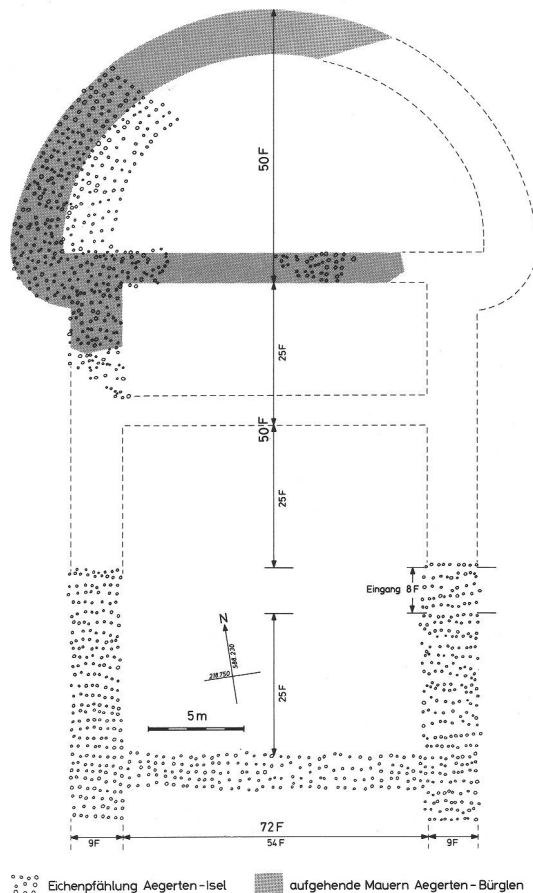 50F
25F
50F
25F
Eingang 8F
N
218.750
588.230
25F
5m
72F
9F
54F
9F
Eichenpfählung Aegerten-Isel
aufgehende Mauern Aegerten-Bürglen